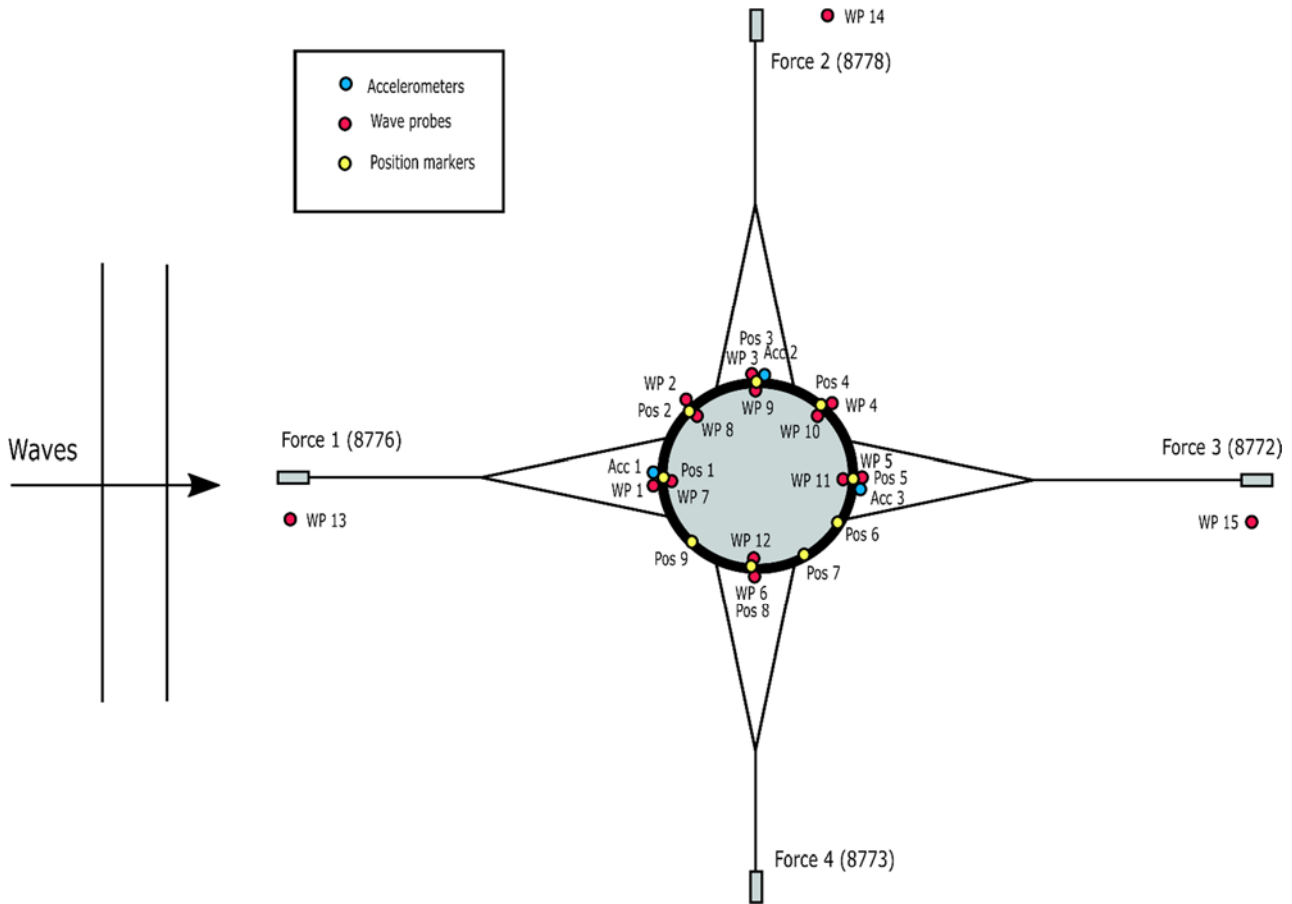 WP 14
Force 2 (8778)
Accelerometers
Wave probes
Position markers
Pos 3
WP 3
Acc 2
WP 2
Pos 4
Pos 2
WP 9
WP 4
WP 8
WP 10
Waves
Force 1 (8776)
Force 3 (8772)
WP 5
Acc 1
Pos 1
WP 11
Pos 5
WP 1
WP 7
Acc 3
WP 13
WP 15
Pos 6
WP 12
Pos 9
Pos 7
WP 6
Pos 8
Force 4 (8773)